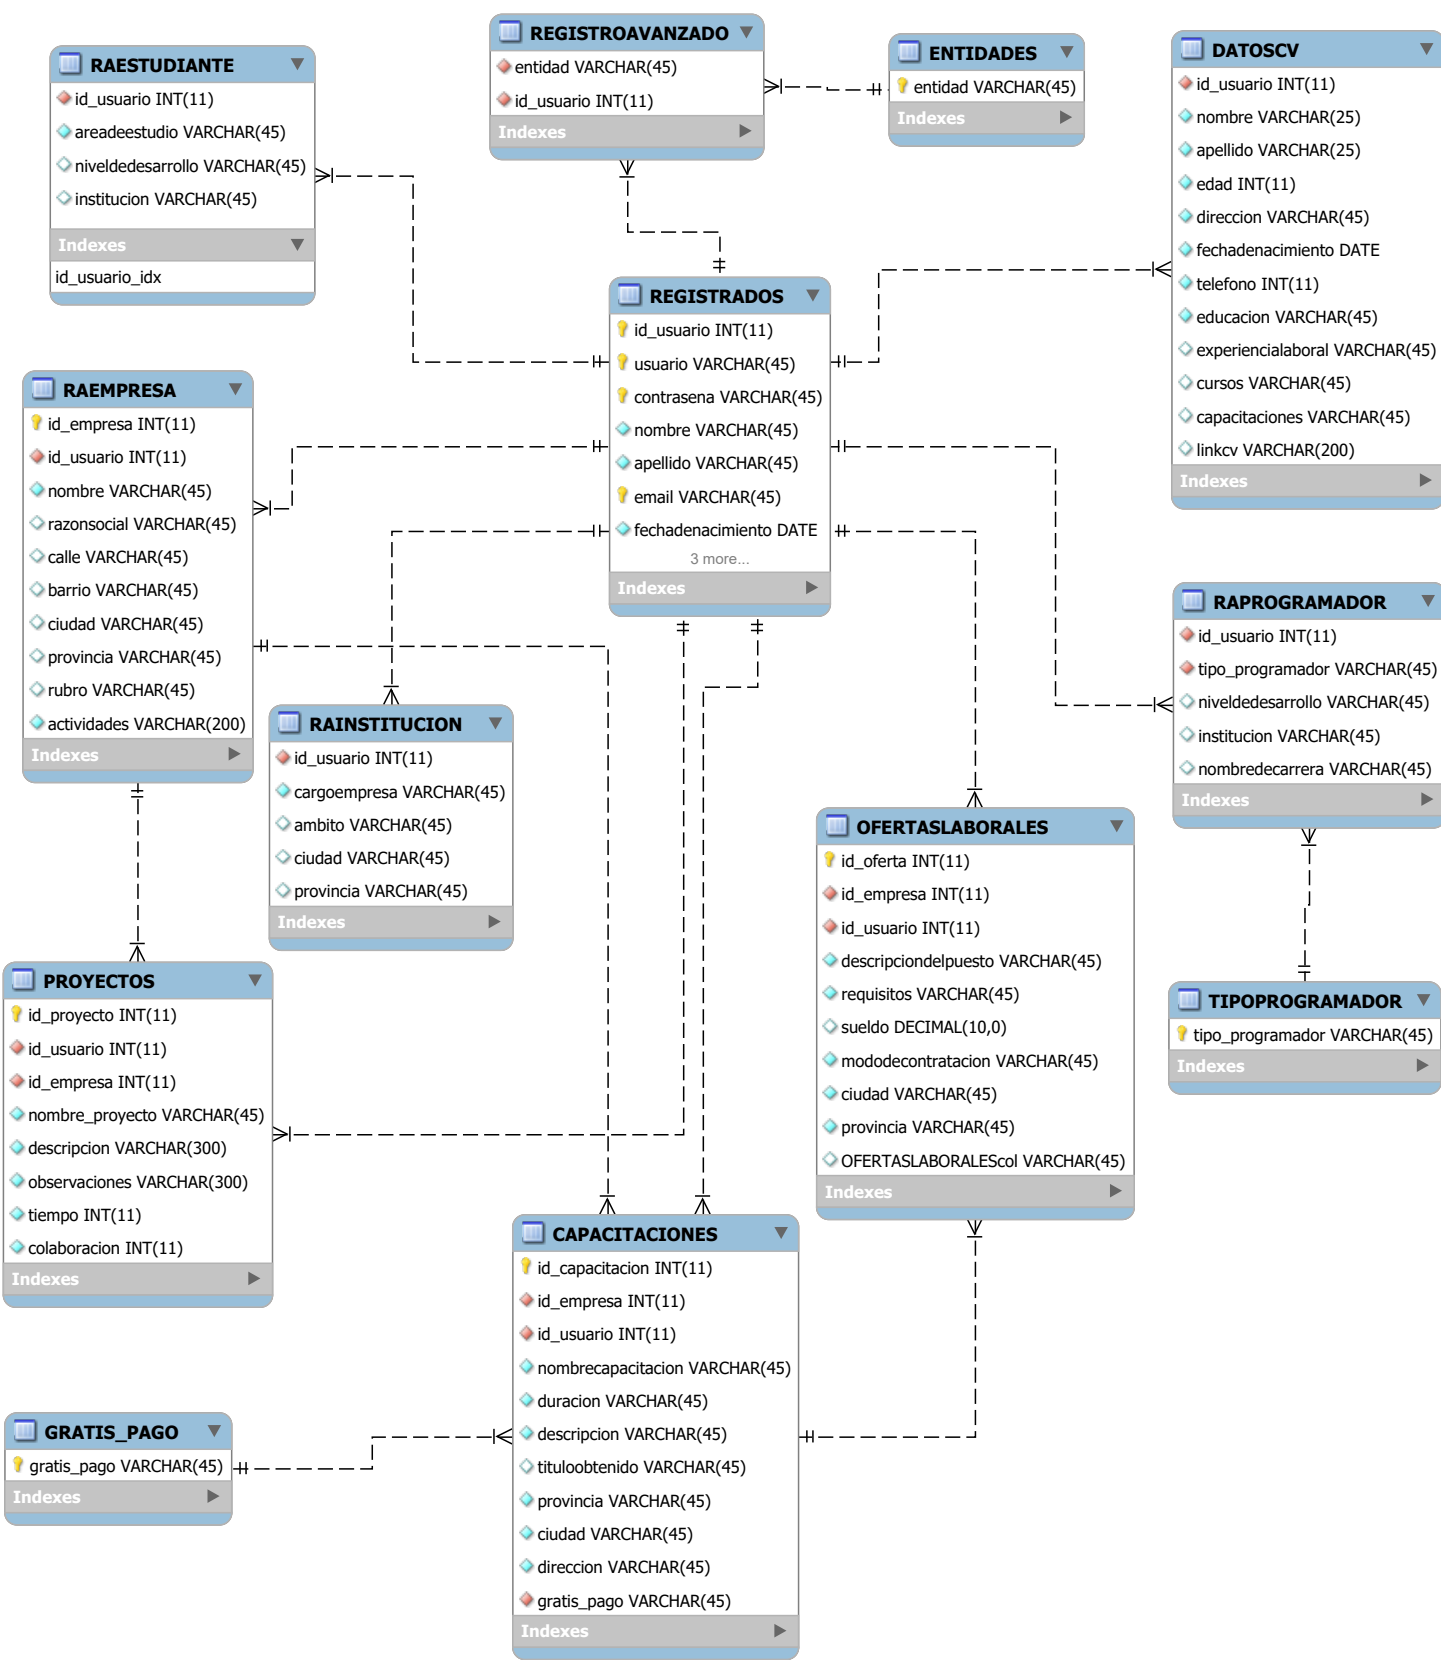 RAESTUDIANTE
id_usuario INT(11)
areadeestudio VARCHAR(45)
niveldedesarrollo VARCHAR(45)
institucion VARCHAR(45)
Indexes
id_usuario_idx
REGISTROAVANZADO
entidad VARCHAR(45)
id_usuario INT(11)
Indexes
ENTIDADES
entidad VARCHAR(45)
Indexes
DATOSCV
id_usuario INT(11)
nombre VARCHAR(25)
apellido VARCHAR(25)
edad INT(11)
direccion VARCHAR(45)
fechadenacimiento DATE
telefono INT(11)
educacion VARCHAR(45)
experiencialaboral VARCHAR(45)
cursos VARCHAR(45)
capacitaciones VARCHAR(45)
linkcv VARCHAR(200)
Indexes
REGISTRADOS
id_usuario INT(11)
usuario VARCHAR(45)
contrasena VARCHAR(45)
nombre VARCHAR(45)
apellido VARCHAR(45)
email VARCHAR(45)
fechadenacimiento DATE
3 more...
Indexes
RAEMPRESA
id_empresa INT(11)
id_usuario INT(11)
nombre VARCHAR(45)
razonsocial VARCHAR(45)
calle VARCHAR(45)
barrio VARCHAR(45)
ciudad VARCHAR(45)
provincia VARCHAR(45)
rubro VARCHAR(45)
actividades VARCHAR(200)
Indexes
RAINSTITUCION
id_usuario INT(11)
cargoempresa VARCHAR(45)
ambito VARCHAR(45)
ciudad VARCHAR(45)
provincia VARCHAR(45)
Indexes
RAPROGRAMADOR
id_usuario INT(11)
tipo_programador VARCHAR(45)
niveldedesarrollo VARCHAR(45)
institucion VARCHAR(45)
nombredecarrera VARCHAR(45)
Indexes
OFERTASLABORALES
id_oferta INT(11)
id_empresa INT(11)
id_usuario INT(11)
descripciondelpuesto VARCHAR(45)
requisitos VARCHAR(45)
sueldo DECIMAL(10,0)
mododecontratacion VARCHAR(45)
ciudad VARCHAR(45)
provincia VARCHAR(45)
OFERTASLABORALEScol VARCHAR(45)
Indexes
PROYECTOS
id_proyecto INT(11)
id_usuario INT(11)
id_empresa INT(11)
nombre_proyecto VARCHAR(45)
descripcion VARCHAR(300)
observaciones VARCHAR(300)
tiempo INT(11)
colaboracion INT(11)
Indexes
TIPOPROGRAMADOR
tipo_programador VARCHAR(45)
Indexes
CAPACITACIONES
id_capacitacion INT(11)
id_empresa INT(11)
id_usuario INT(11)
nombrecapacitacion VARCHAR(45)
duracion VARCHAR(45)
descripcion VARCHAR(45)
tituloobtenido VARCHAR(45)
provincia VARCHAR(45)
ciudad VARCHAR(45)
direccion VARCHAR(45)
gratis_pago VARCHAR(45)
Indexes
GRATIS_PAGO
gratis_pago VARCHAR(45)
Indexes